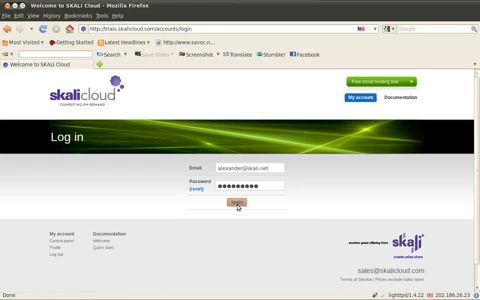 Welcome to SKALI Cloud - Mozilla Firefox
File Edit View History Bookmarks Tools Help
http://trials.skalicloud.com/accounts/login
Google
Most Visited Getting Started Latest Headlines http://www.savoc.n...
Search Save Video Screenshot Translate Stumble! Facebook
Welcome to SKALI Cloud
skalicloud
COMPUTING ON-DEMAND
Free cloud hosting trial
My account Documentation
Log in
Email alexander@skali.net
Password
(reset)
login
My account Documentation
Control panel Welcome
Profile Quick start
Log out
another great offering from
skali
create.value.share
sales@skalicloud.com
Terms of Service | Prices exclude sales taxes
Done lighttpd/1.4.22 202.186.26.23